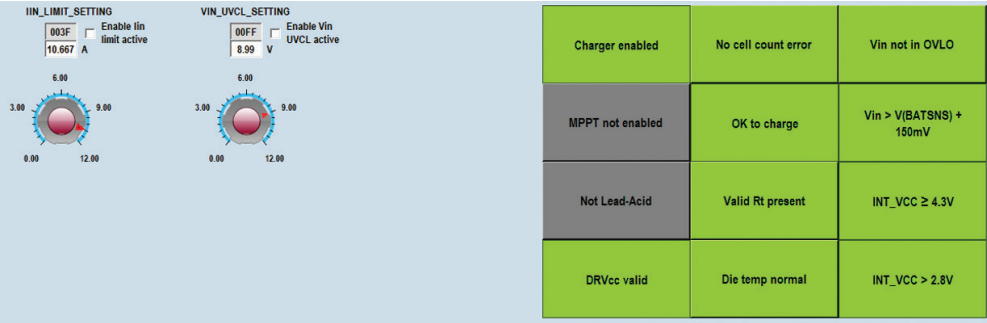 IIN_LIMIT_SETTING
003F
Enable Iin
limit active
10.667 A
6.00
3.00
9.00
0.00
12.00
VIN_UVCL_SETTING
00FF
Enable Vin
UVCL active
8.99 V
6.00
3.00
9.00
0.00
12.00
Charger enabled
No cell count error
Vin not in OVLO
MPPT not enabled
OK to charge
Vin > V(BATSNS) +
150mV
Not Lead-Acid
Valid Rt present
INT_VCC ≥ 4.3V
DRVcc valid
Die temp normal
INT_VCC > 2.8V